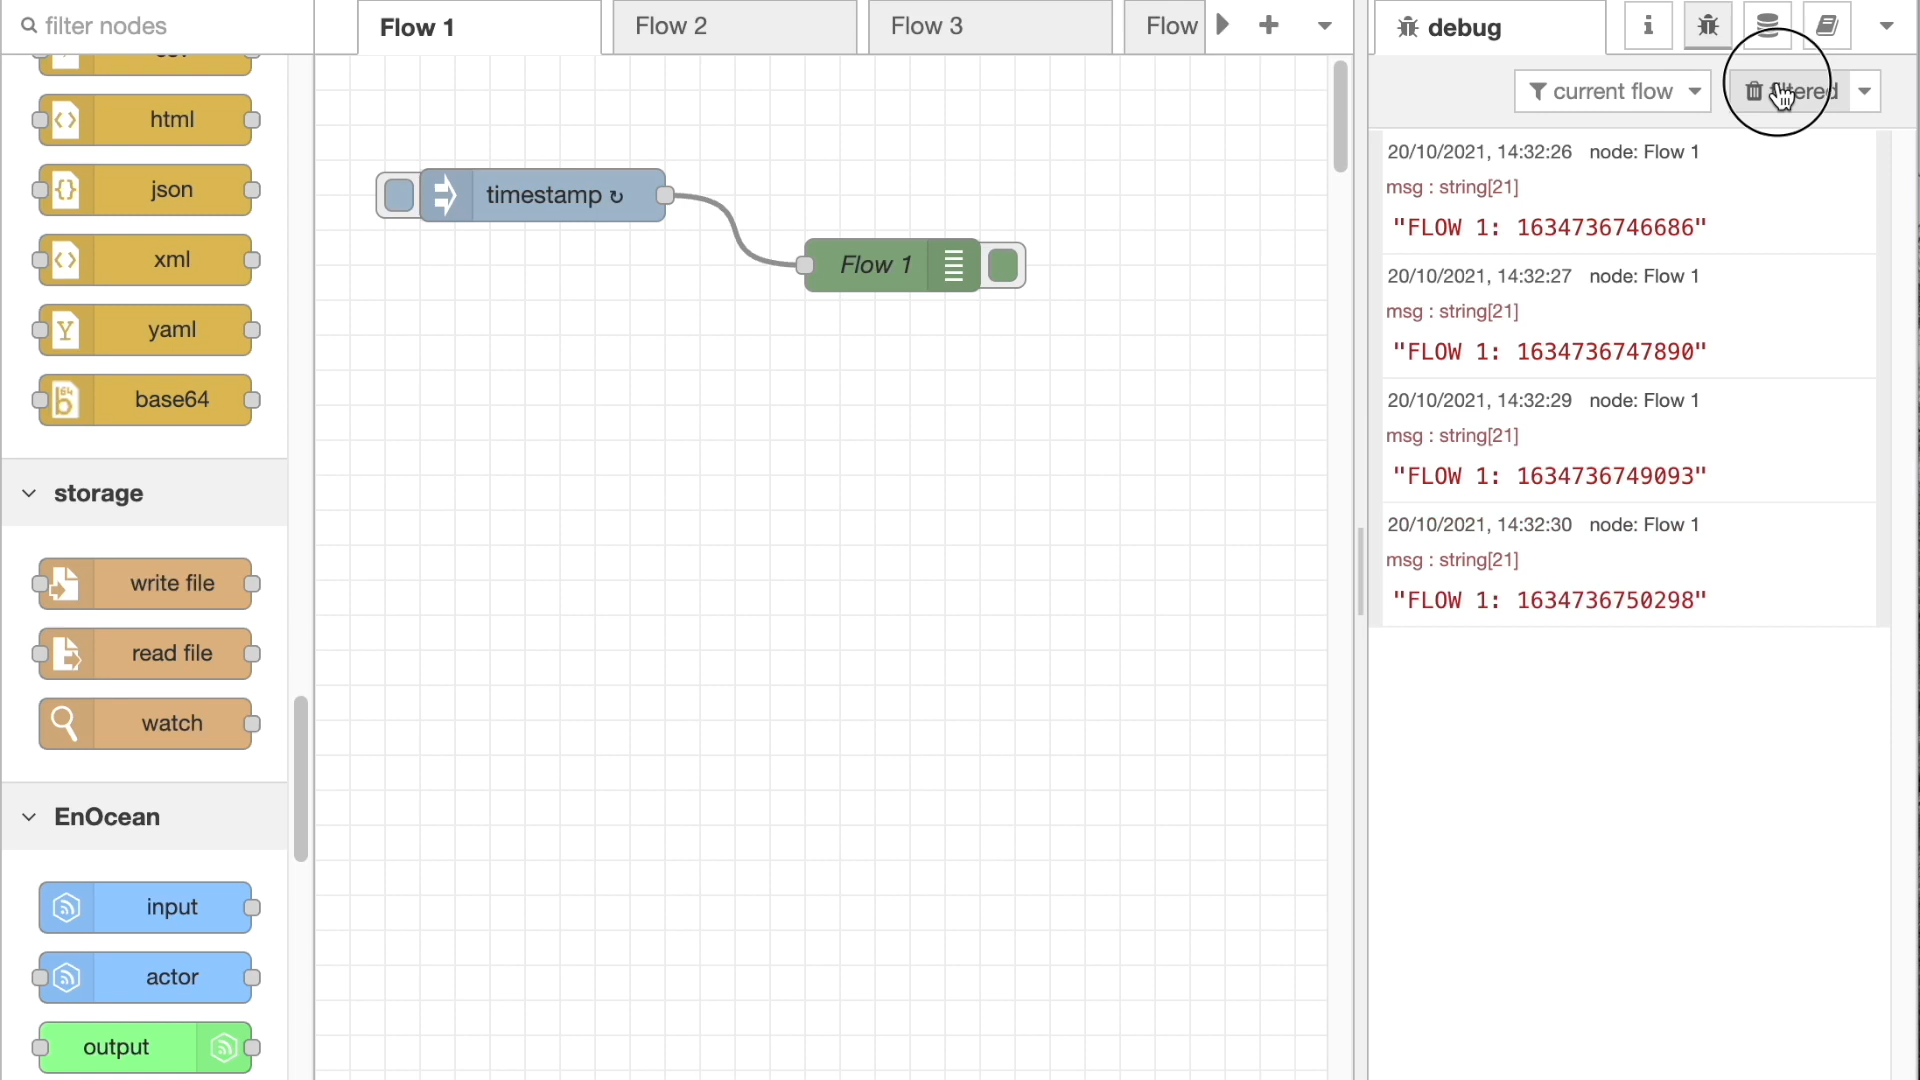 filter nodes
html
json
xml
yaml
base64
storage
write file
read file
watch
EnOcean
input
actor
output
Flow 1
Flow 2
Flow 3
Flow
timestamp ↻
Flow 1
debug
i
current flow
20/10/2021, 14:32:26 node: Flow 1
msg : string[21]
"FLOW 1: 1634736746686"
20/10/2021, 14:32:27 node: Flow 1
msg : string[21]
"FLOW 1: 1634736747890"
20/10/2021, 14:32:29 node: Flow 1
msg : string[21]
"FLOW 1: 1634736749093"
20/10/2021, 14:32:30 node: Flow 1
msg : string[21]
"FLOW 1: 1634736750298"